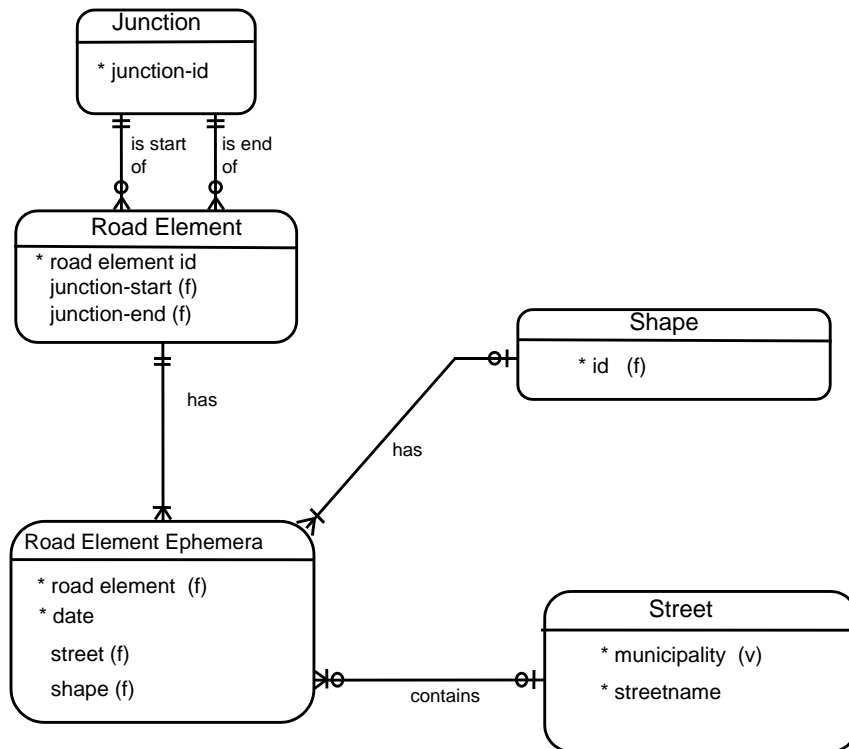 Junction
* junction-id
is start
of
is end
of
Road Element
* road element id
junction-start (f)
junction-end (f)
has
Shape
* id (f)
has
Road Element Ephemera
* road element (f)
* date
street (f)
shape (f)
contains
Street
* municipality (v)
* streetname